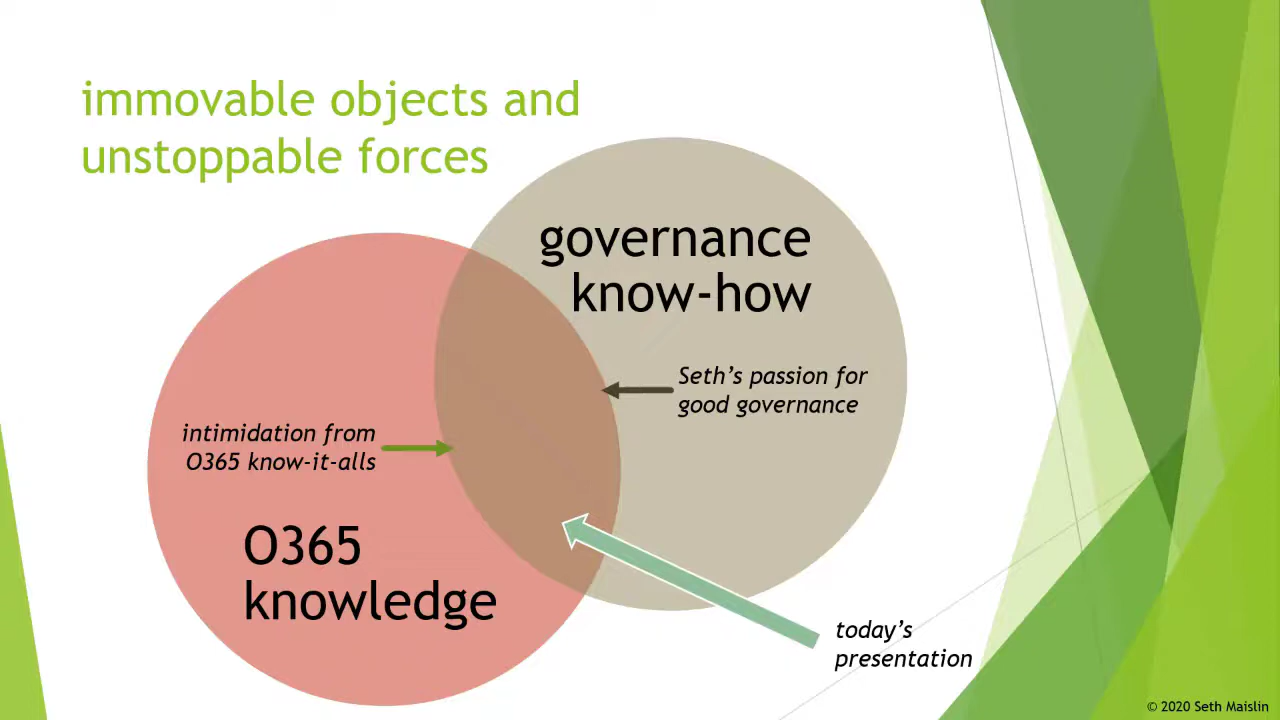 immovable objects and
unstoppable forces
governance
know-how
Seth’s passion for
good governance
intimidation from
O365 know-it-alls
O365
knowledge
today’s
presentation
© 2020 Seth Maislin